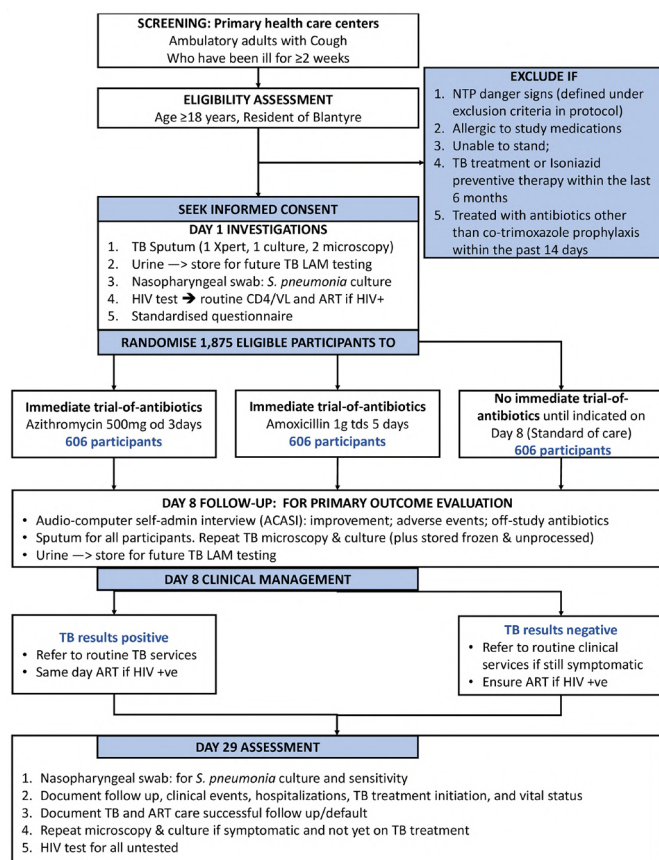 SCREENING: Primary health care centers
Ambulatory adults with Cough
Who have been ill for ≥2 weeks
ELIGIBILITY ASSESSMENT
Age ≥18 years, Resident of Blantyre
EXCLUDE IF
1. NTP danger signs (defined under
exclusion criteria in protocol)
2. Allergic to study medications
3. Unable to stand;
4. TB treatment or Isoniazid
preventive therapy within the last
6 months
5. Treated with antibiotics other
than co-trimoxazole prophylaxis
within the past 14 days
SEEK INFORMED CONSENT
DAY 1 INVESTIGATIONS
1. TB Sputum (1 Xpert, 1 culture, 2 microscopy)
2. Urine —> store for future TB LAM testing
3. Nasopharyngeal swab: S. pneumonia culture
4. HIV test ➔ routine CD4/VL and ART if HIV+
5. Standardised questionnaire
RANDOMISE 1,875 ELIGIBLE PARTICIPANTS TO
Immediate trial-of-antibiotics
Azithromycin 500mg od 3days
606 participants
Immediate trial-of-antibiotics
Amoxicillin 1g tds 5 days
606 participants
No immediate trial-of-
antibiotics until indicated on
Day 8 (Standard of care)
606 participants
DAY 8 FOLLOW-UP: FOR PRIMARY OUTCOME EVALUATION
• Audio-computer self-admin interview (ACASI): improvement; adverse events; off-study antibiotics
• Sputum for all participants. Repeat TB microscopy & culture (plus stored frozen & unprocessed)
• Urine —> store for future TB LAM testing
DAY 8 CLINICAL MANAGEMENT
TB results positive
• Refer to routine TB services
• Same day ART if HIV +ve
TB results negative
• Refer to routine clinical
services if still symptomatic
• Ensure ART if HIV +ve
DAY 29 ASSESSMENT
1. Nasopharyngeal swab: for S. pneumonia culture and sensitivity
2. Document follow up, clinical events, hospitalizations, TB treatment initiation, and vital status
3. Document TB and ART care successful follow up/default
4. Repeat microscopy & culture if symptomatic and not yet on TB treatment
5. HIV test for all untested